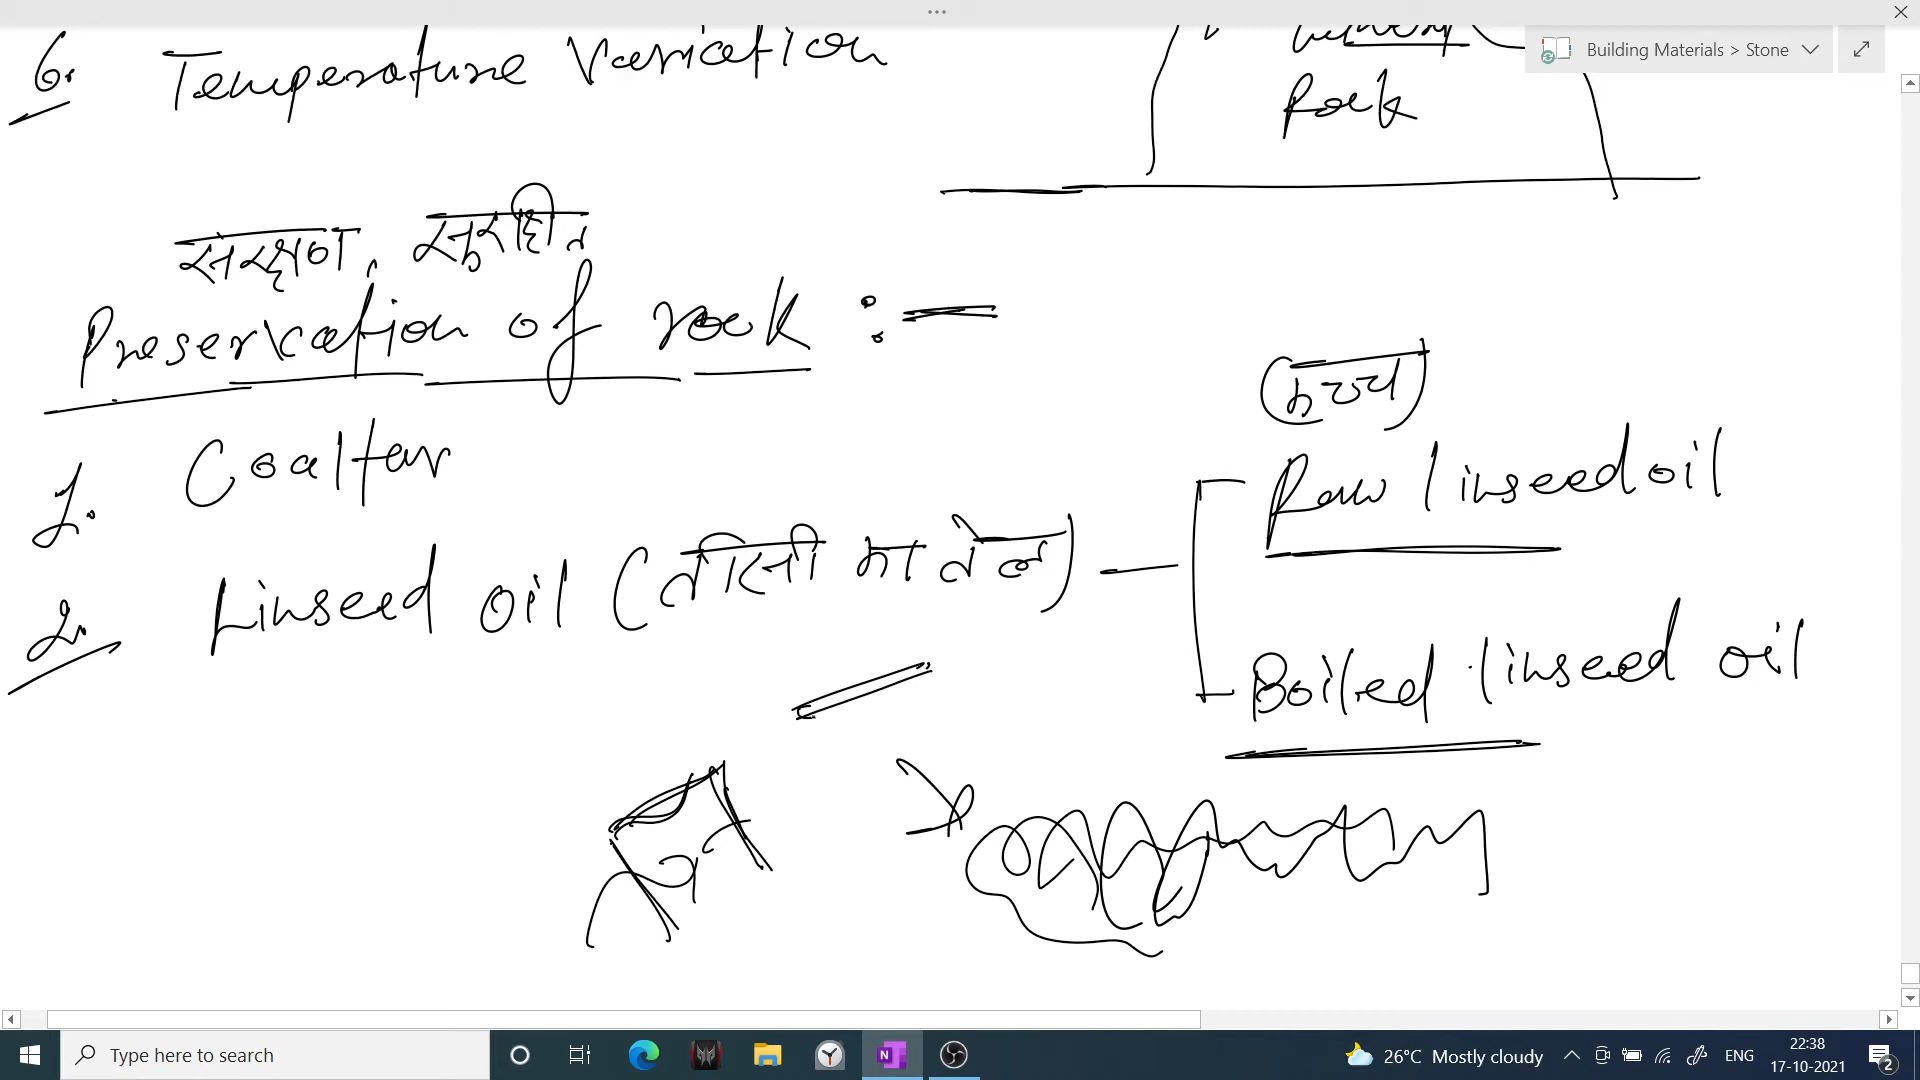 Building Materials > Stone
6. Temperature Variation
Rock
संरक्षण, सुरक्षित
Preservation of rock :=
1. Coaltar
2. Linseed oil (तीसी का तेल)
(कच्चा)
Raw linseed oil
Boiled linseed oil
Type here to search
26°C Mostly cloudy
ENG
22:38
17-10-2021
2